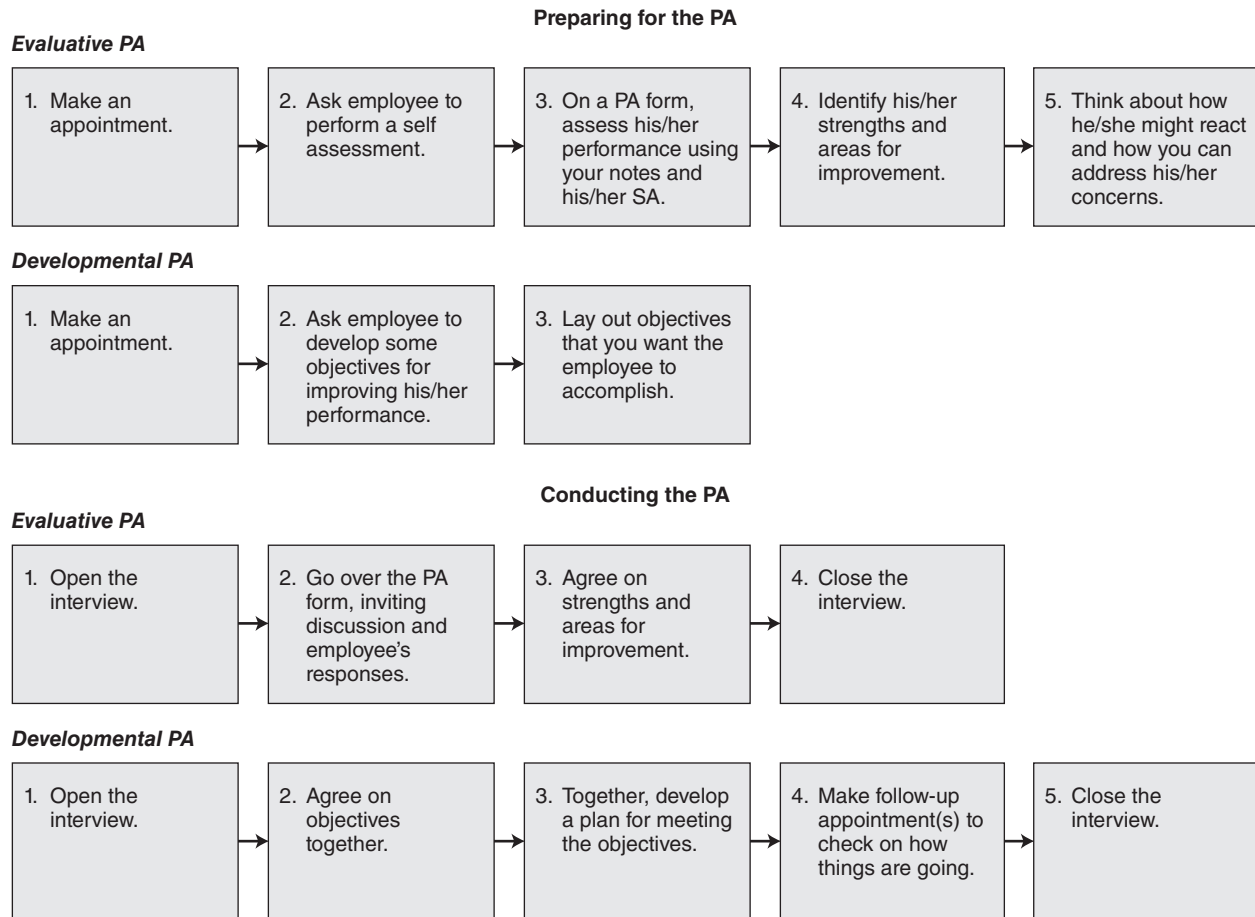 Preparing for the PA
Evaluative PA
1. Make an
appointment.
2. Ask employee to
perform a self
assessment.
3. On a PA form,
assess his/her
performance using
your notes and
his/her SA.
4. Identify his/her
strengths and
areas for
improvement.
5. Think about how
he/she might react
and how you can
address his/her
concerns.
Developmental PA
1. Make an
appointment.
2. Ask employee to
develop some
objectives for
improving his/her
performance.
3. Lay out objectives
that you want the
employee to
accomplish.
Conducting the PA
Evaluative PA
1. Open the
interview.
2. Go over the PA
form, inviting
discussion and
employee’s
responses.
3. Agree on
strengths and
areas for
improvement.
4. Close the
interview.
Developmental PA
1. Open the
interview.
2. Agree on
objectives
together.
3. Together, develop
a plan for meeting
the objectives.
4. Make follow-up
appointment(s) to
check on how
things are going.
5. Close the
interview.